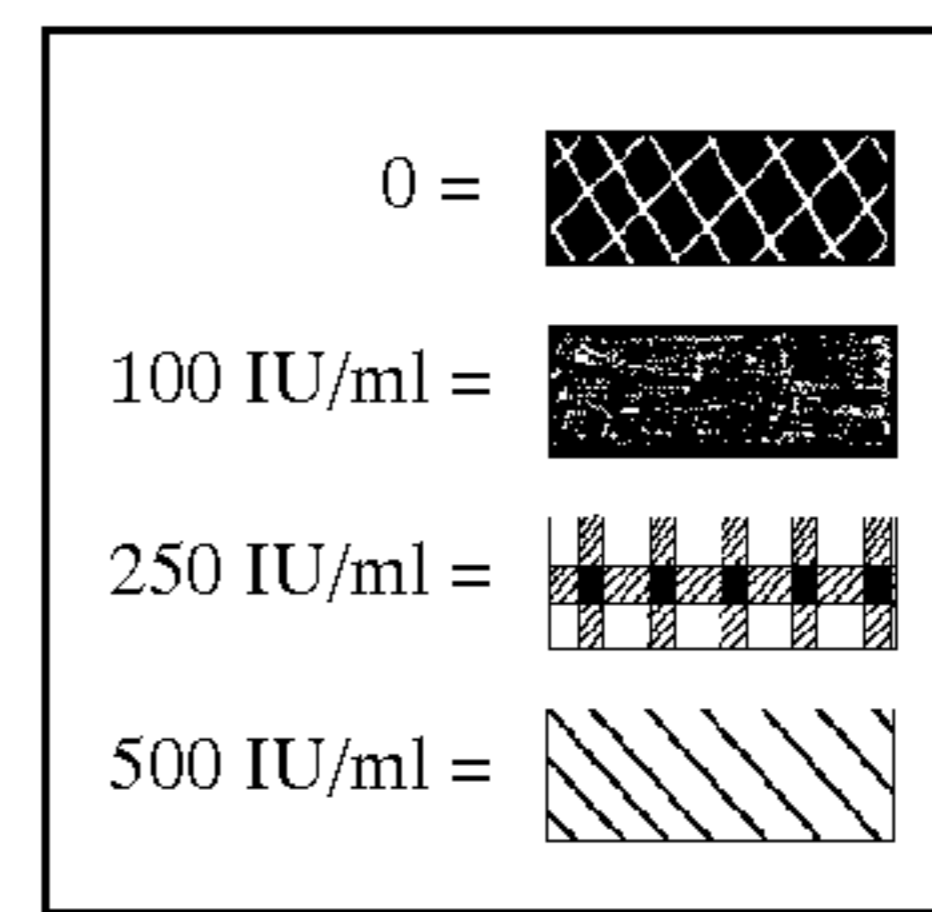 0 =
100 IU/ml =
250 IU/ml =
500 IU/ml =